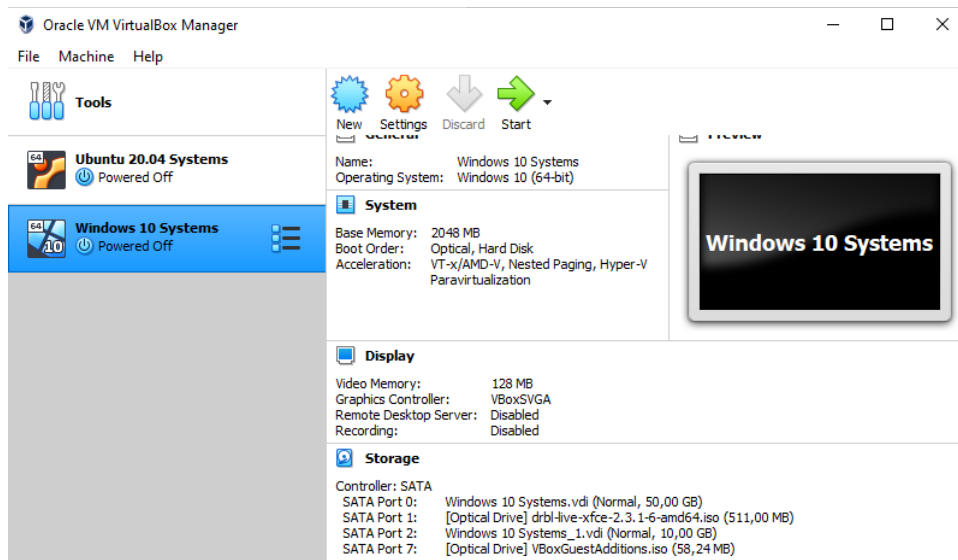 Oracle VM VirtualBox Manager
File Machine Help
Tools
New Settings Discard Start
64
Ubuntu 20.04 Systems
Powered Off
64
10
Windows 10 Systems
Powered Off
General
Name: Windows 10 Systems
Operating System: Windows 10 (64-bit)
Preview
Windows 10 Systems
System
Base Memory: 2048 MB
Boot Order: Optical, Hard Disk
Acceleration: VT-x/AMD-V, Nested Paging, Hyper-V
Paravirtualization
Display
Video Memory: 128 MB
Graphics Controller: VBoxSVGA
Remote Desktop Server: Disabled
Recording: Disabled
Storage
Controller: SATA
SATA Port 0: Windows 10 Systems.vdi (Normal, 50,00 GB)
SATA Port 1: [Optical Drive] drbl-live-xfce-2.3.1-6-amd64.iso (511,00 MB)
SATA Port 2: Windows 10 Systems_1.vdi (Normal, 10,00 GB)
SATA Port 7: [Optical Drive] VBoxGuestAdditions.iso (58,24 MB)